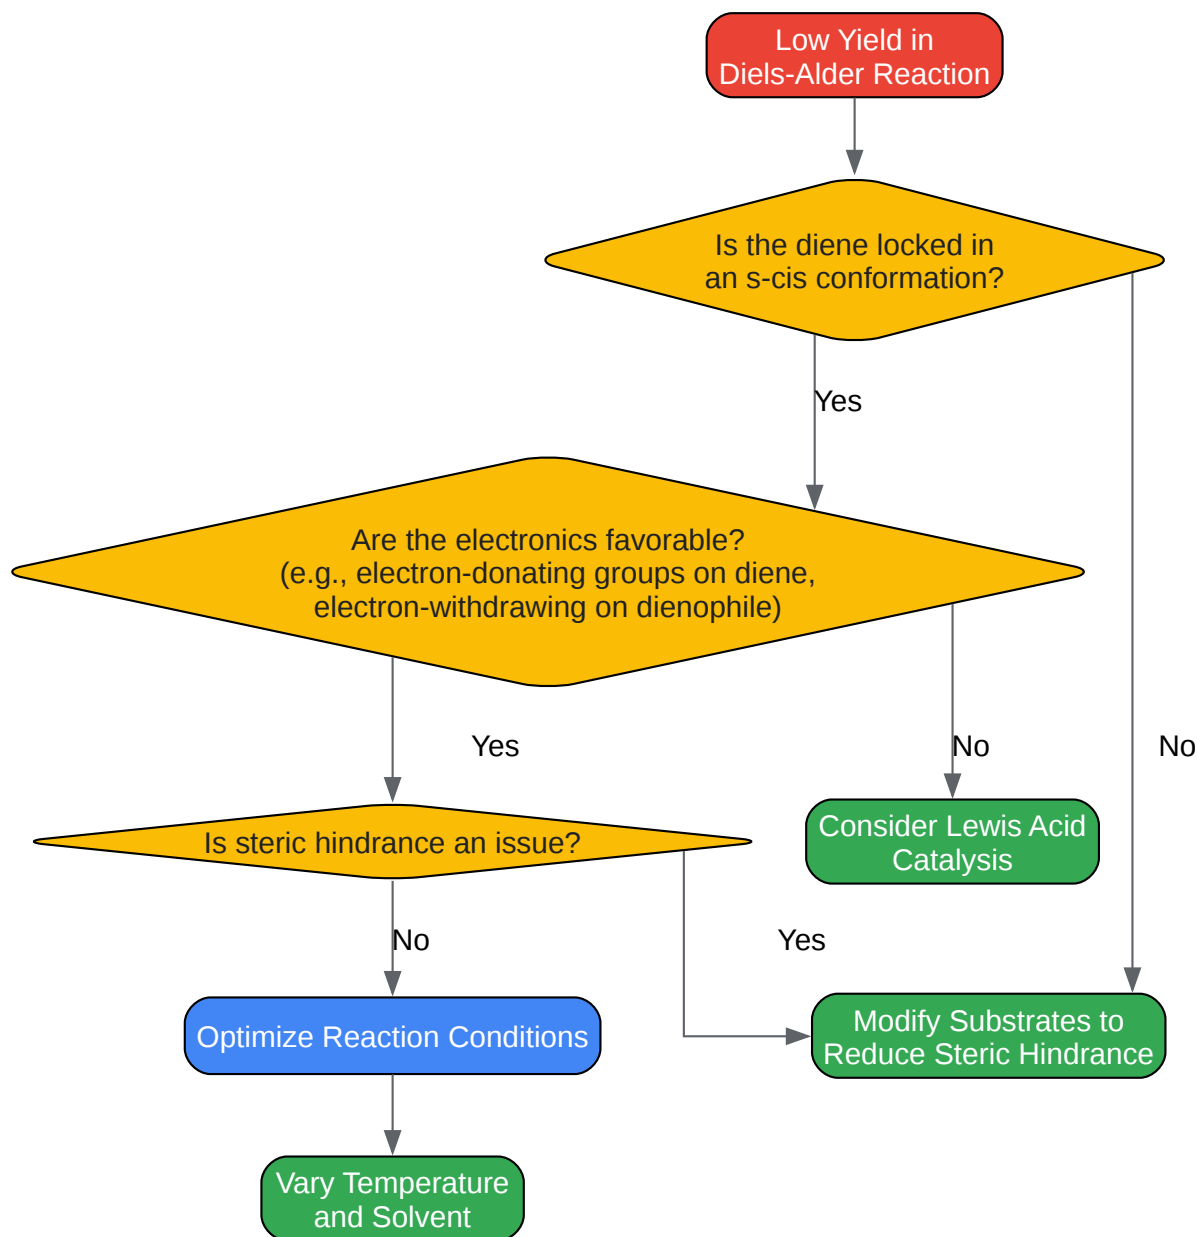 Low Yield in
Diels-Alder Reaction
Is the diene locked in
an s-cis conformation?
Yes
Are the electronics favorable?
(e.g., electron-donating groups on diene,
electron-withdrawing on dienophile)
Yes
No
No
Is steric hindrance an issue?
Consider Lewis Acid
Catalysis
No
Yes
Optimize Reaction Conditions
Modify Substrates to
Reduce Steric Hindrance
Vary Temperature
and Solvent